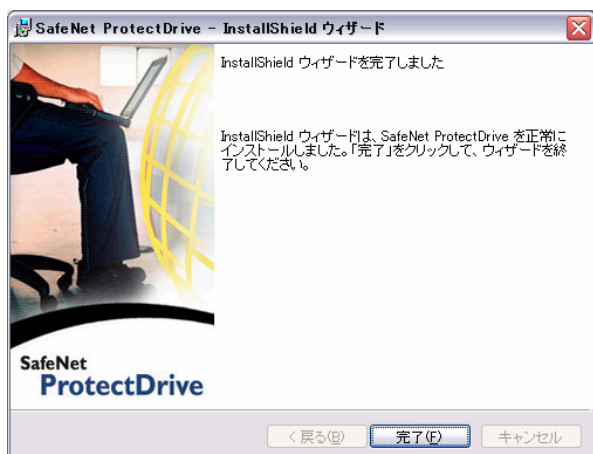 SafeNet ProtectDrive - InstallShield ウィザード
InstallShield ウィザードを完了しました
InstallShield ウィザードは、SafeNet ProtectDrive を正常に
インストールしました。「完了」をクリックして、ウィザードを終
了してください。
SafeNet
ProtectDrive
< 戻る(B)
完了(F)
キャンセル